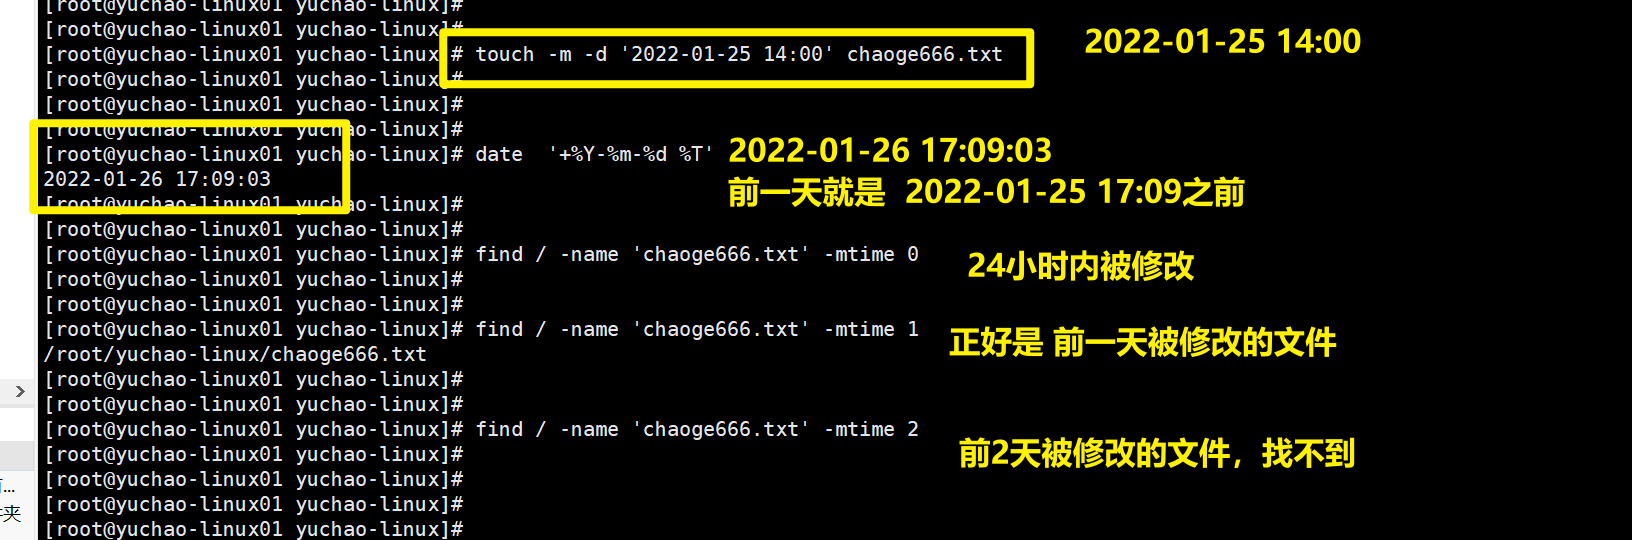 [root@yuchao-linux01 yuchao-linux]#
[root@yuchao-linux01 yuchao-linux]#
# touch -m -d '2022-01-25 14:00' chaoge666.txt
2022-01-25 14:00
[root@yuchao-linux01 yuchao-linux]
[root@yuchao-linux01 yuchao-linux]#
[root@yuchao-linux01 yuchao-linux]#
[root@yuchao-linux01 yuchao-linux]#
[root@yuchao-linux01 yuchao-linux]# date  '+%Y-%m-%d %T'
2022-01-26 17:09:03
2022-01-26 17:09:03
前一天就是 2022-01-25 17:09之前
[root@yuchao-linux01 yuchao-linux]#
[root@yuchao-linux01 yuchao-linux]#
[root@yuchao-linux01 yuchao-linux]# find / -name 'chaoge666.txt' -mtime 0
24小时内被修改
[root@yuchao-linux01 yuchao-linux]#
[root@yuchao-linux01 yuchao-linux]#
[root@yuchao-linux01 yuchao-linux]# find / -name 'chaoge666.txt' -mtime 1
正好是 前一天被修改的文件
/root/yuchao-linux/chaoge666.txt
[root@yuchao-linux01 yuchao-linux]#
[root@yuchao-linux01 yuchao-linux]#
[root@yuchao-linux01 yuchao-linux]# find / -name 'chaoge666.txt' -mtime 2
前2天被修改的文件，找不到
[root@yuchao-linux01 yuchao-linux]#
[root@yuchao-linux01 yuchao-linux]#
[root@yuchao-linux01 yuchao-linux]#
[root@yuchao-linux01 yuchao-linux]#
夹